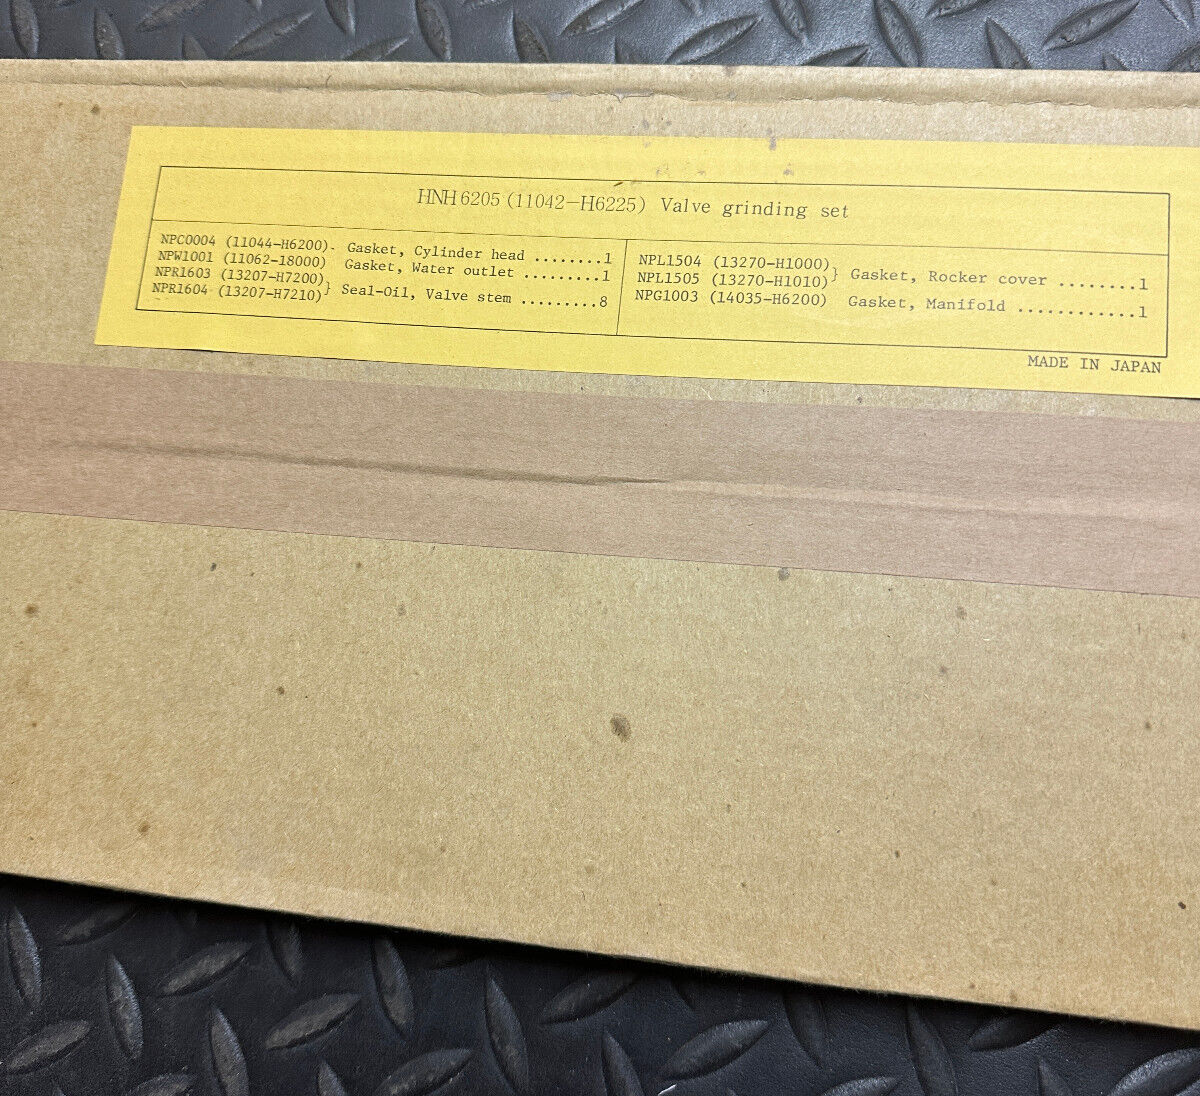 HNH 6205 (11042-H6225) Valve grinding set
NPC0004 (11044-H6200). Gasket, Cylinder head ........1
NPW1001 (11062-18000) Gasket, Water outlet .........1
NPR1603 (13207-H7200)
NPR1604 (13207-H7210)} Seal-Oil, Valve stem .........8
NPL1504 (13270-H1000)
NPL1505 (13270-H1010)} Gasket, Rocker cover ........1
NPG1003 (14035-H6200) Gasket, Manifold ............1
MADE IN JAPAN